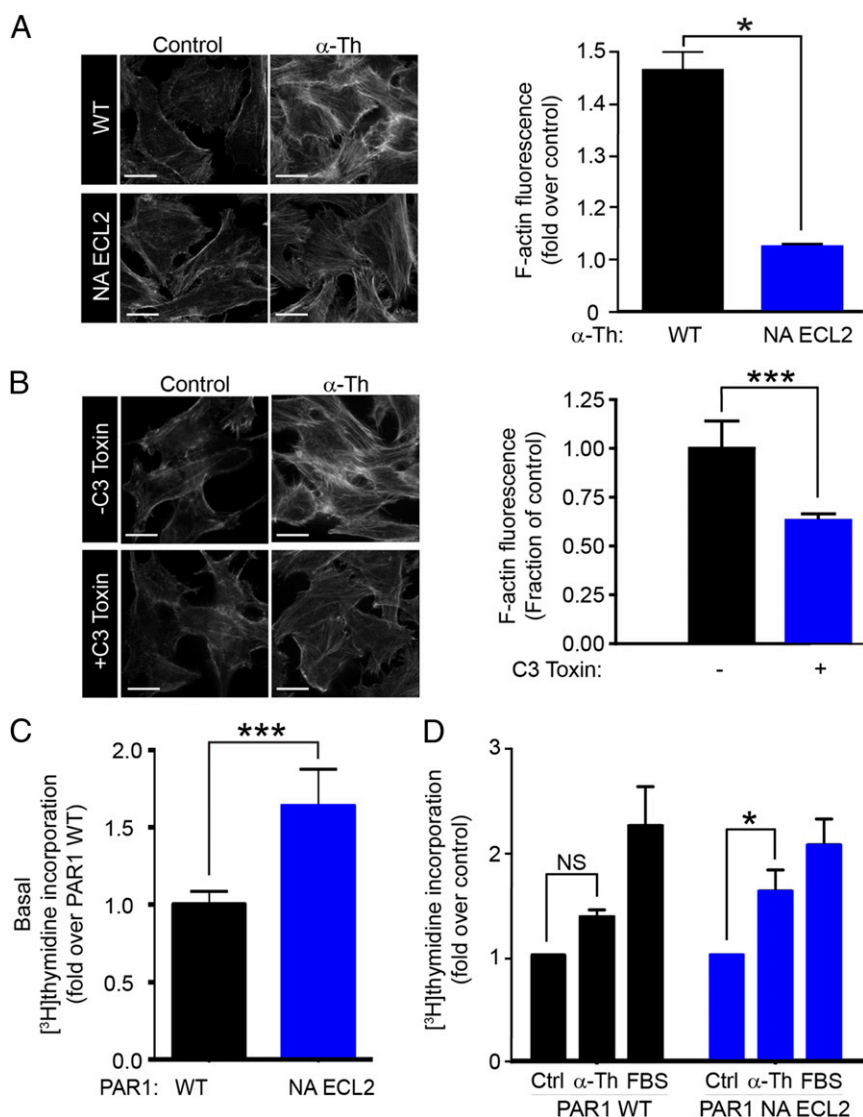 A
Control
α-Th
WT
NA ECL2
F-actin fluorescence
(fold over control)
1.5
1.4
1.3
1.5
1.0
0
*
α-Th: WT NA ECL2
B
Control
α-Th
-C3 Toxin
+C3 Toxin
F-actin fluorescence
(Fraction of control)
1.25
1.00
0.75
0.50
0.25
0.00
***
C3 Toxin: - +
C
Basal
[³H]thymidine incorporation
(fold over PAR1 WT)
2.0
1.5
1.0
0.5
0.0
***
PAR1: WT NA ECL2
D
[³H]thymidine incorporation
(fold over control)
3
2
1
0
NS
*
Ctrl α-Th FBS Ctrl α-Th FBS
PAR1 WT PAR1 NA ECL2